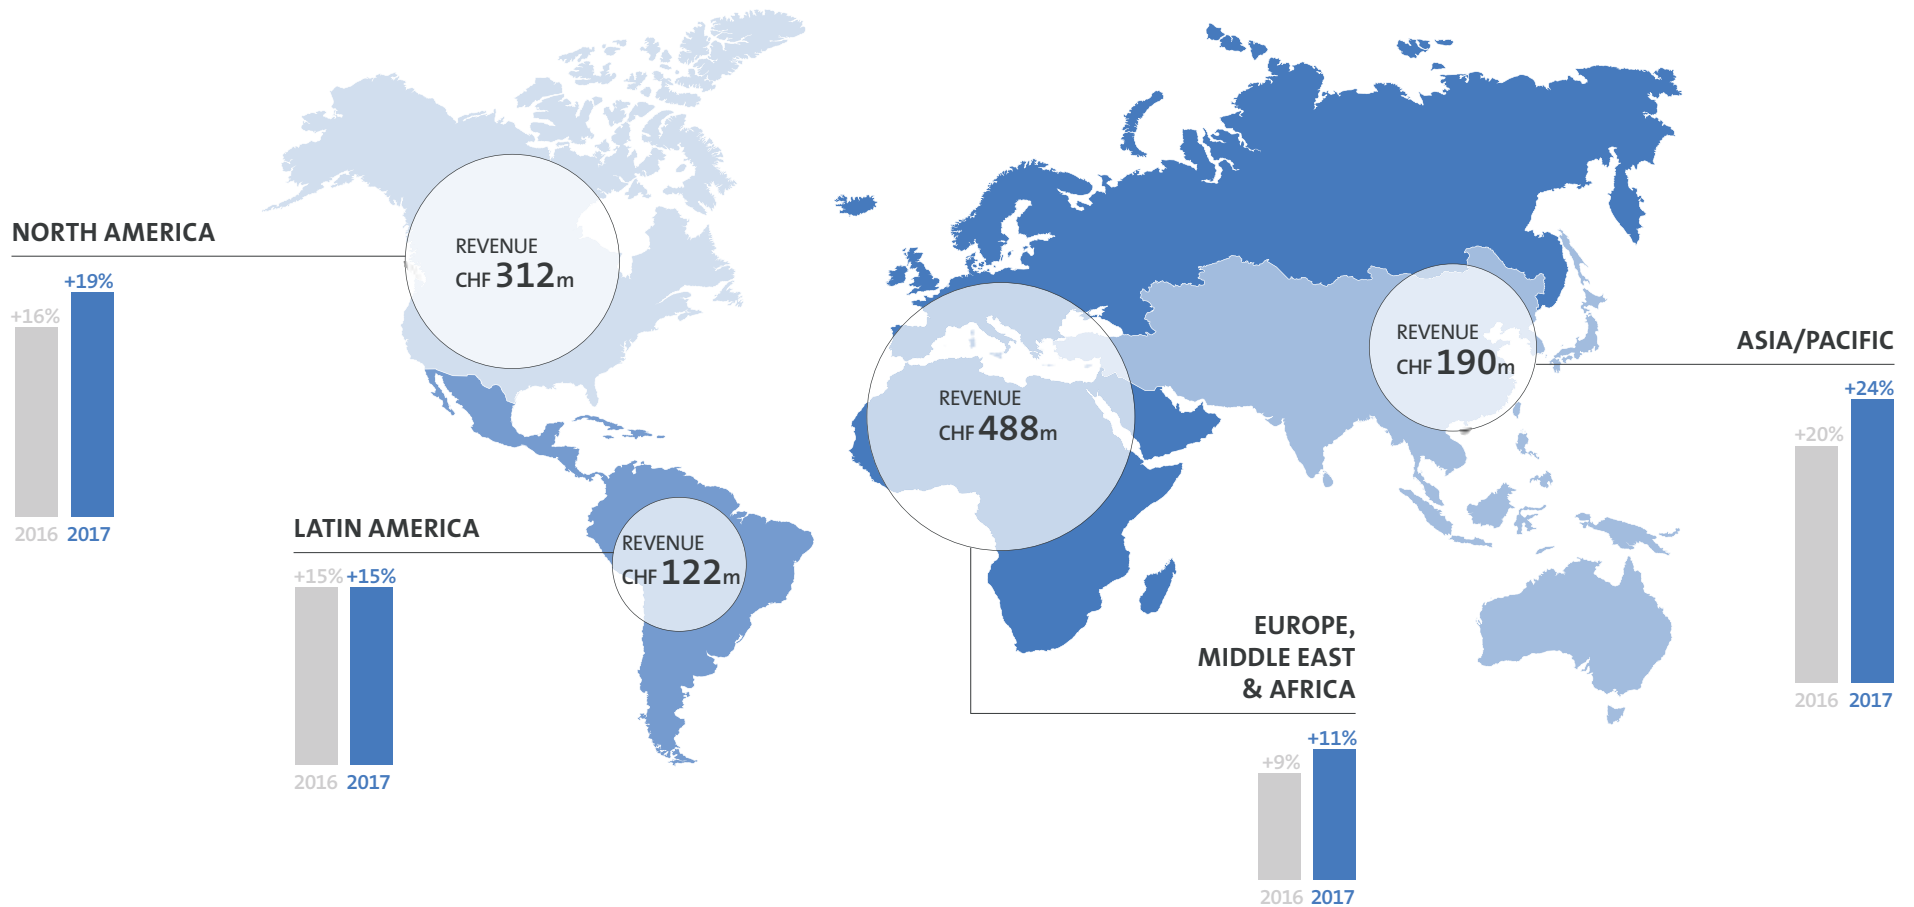 NORTH AMERICA
REVENUE
CHF 312m
+16%
+19%
2016
2017
LATIN AMERICA
REVENUE
CHF 122m
+15%
+15%
2016
2017
REVENUE
CHF 488m
EUROPE,
MIDDLE EAST
& AFRICA
+9%
+11%
2016
2017
REVENUE
CHF 190m
ASIA/PACIFIC
+20%
+24%
2016
2017